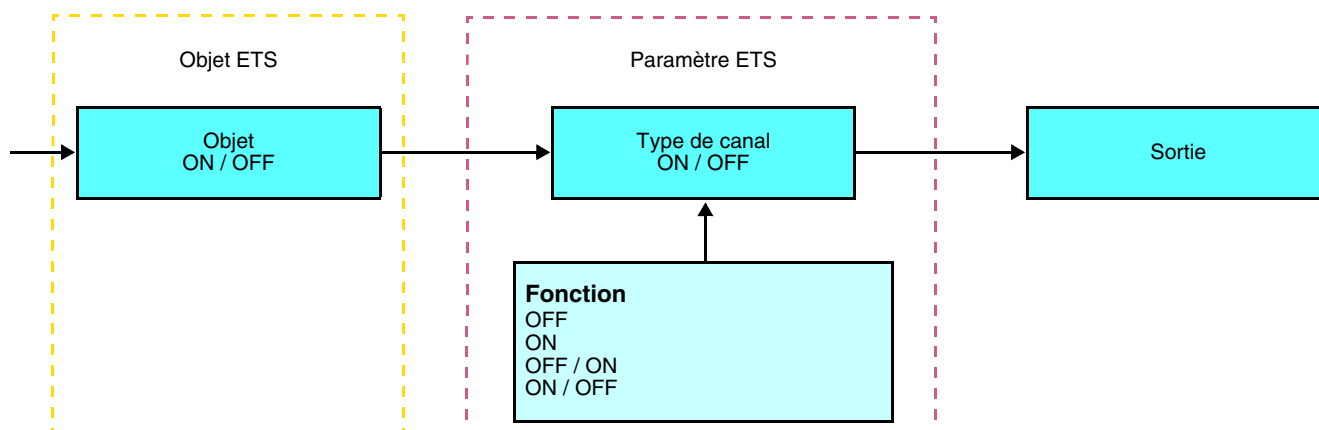 Objet ETS
Paramètre ETS
Objet
ON / OFF
Type de canal
ON / OFF
Sortie
Fonction
OFF
ON
OFF / ON
ON / OFF